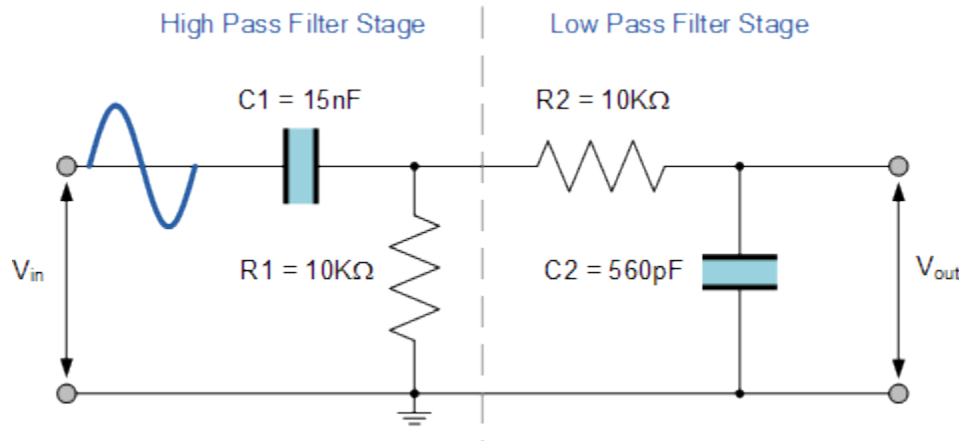 High Pass Filter Stage
Low Pass Filter Stage
C1 = 15nF
R2 = 10KΩ
Vin
R1 = 10KΩ
C2 = 560pF
Vout